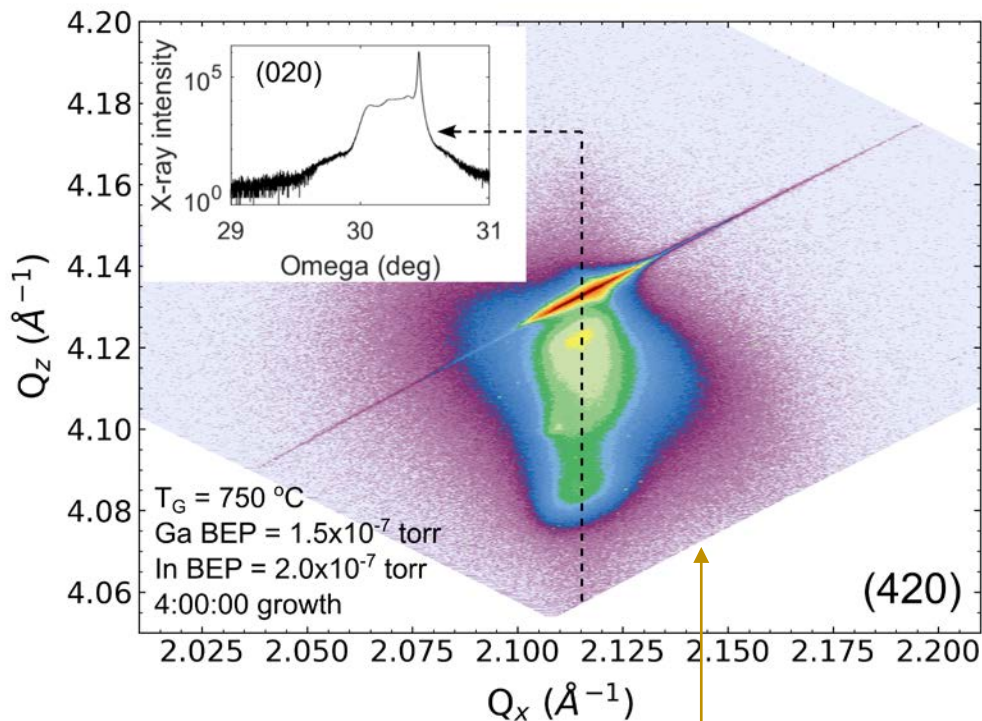 4.20
4.18
4.16
4.14
4.12
4.10
4.08
4.06
Q_z (Å⁻¹)
X-ray intensity
10⁵
10⁰
(020)
29
30
31
Omega (deg)
T_G = 750 °C
Ga BEP = 1.5x10⁻⁷ torr
In BEP = 2.0x10⁻⁷ torr
4:00:00 growth
(420)
2.025 2.050 2.075 2.100 2.125 2.150 2.175 2.200
Q_x (Å⁻¹)